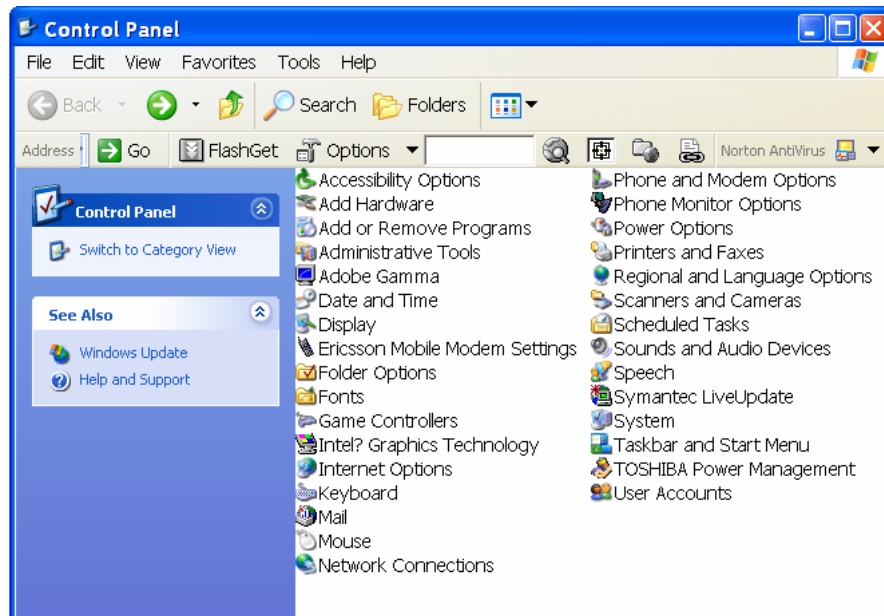 Control Panel
File Edit View Favorites Tools Help
Back Search Folders
Address Go FlashGet Options Norton AntiVirus
Control Panel
Switch to Category View
See Also
Windows Update
Help and Support
Accessibility Options
Add Hardware
Add or Remove Programs
Administrative Tools
Adobe Gamma
Date and Time
Display
Ericsson Mobile Modem Settings
Folder Options
Fonts
Game Controllers
Intel? Graphics Technology
Internet Options
Keyboard
Mail
Mouse
Network Connections
Phone and Modem Options
Phone Monitor Options
Power Options
Printers and Faxes
Regional and Language Options
Scanners and Cameras
Scheduled Tasks
Sounds and Audio Devices
Speech
Symantec LiveUpdate
System
Taskbar and Start Menu
TOSHIBA Power Management
User Accounts